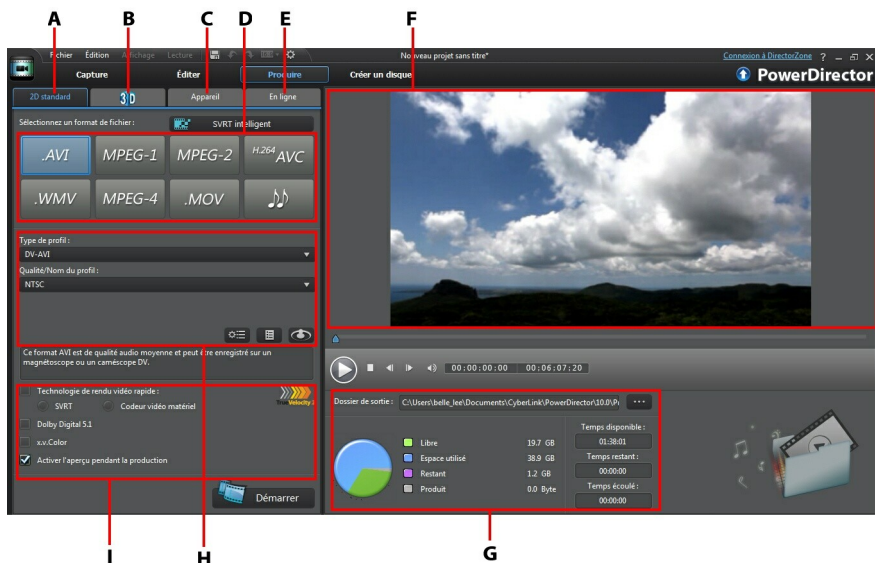 A B C D E F
Fichier Édition Affichage Lecture Nouveau projet sans titre* Connexion à DirectorZone ?
Capture Éditer Produire Créer un disque PowerDirector
2D standard 3D Appareil En ligne
Sélectionnez un format de fichier : SVRT intelligent
.AVI MPEG-1 MPEG-2 H.264 AVC
.WMV MPEG-4 .MOV
Type de profil :
DV-AVI
Qualité/Nom du profil :
NTSC
Ce format AVI est de qualité audio moyenne et peut être enregistré sur un
magnétoscope ou un caméscope DV.
Technologie de rendu vidéo rapide :
SVRT Codeur vidéo matériel
Dolby Digital 5.1
x.v.Color
Activer l'aperçu pendant la production
Démarrer
00:00:00:00 00:06:07:20
Dossier de sortie : C:\Users\belle_lee\Documents\CyberLink\PowerDirector\10.0\P ...
Libre 19.7 GB
Espace utilisé 38.9 GB
Restant 1.2 GB
Produit 0.0 Byte
Temps disponible :
01:38:01
Temps restant :
00:00:00
Temps écoulé :
00:00:00
I H G